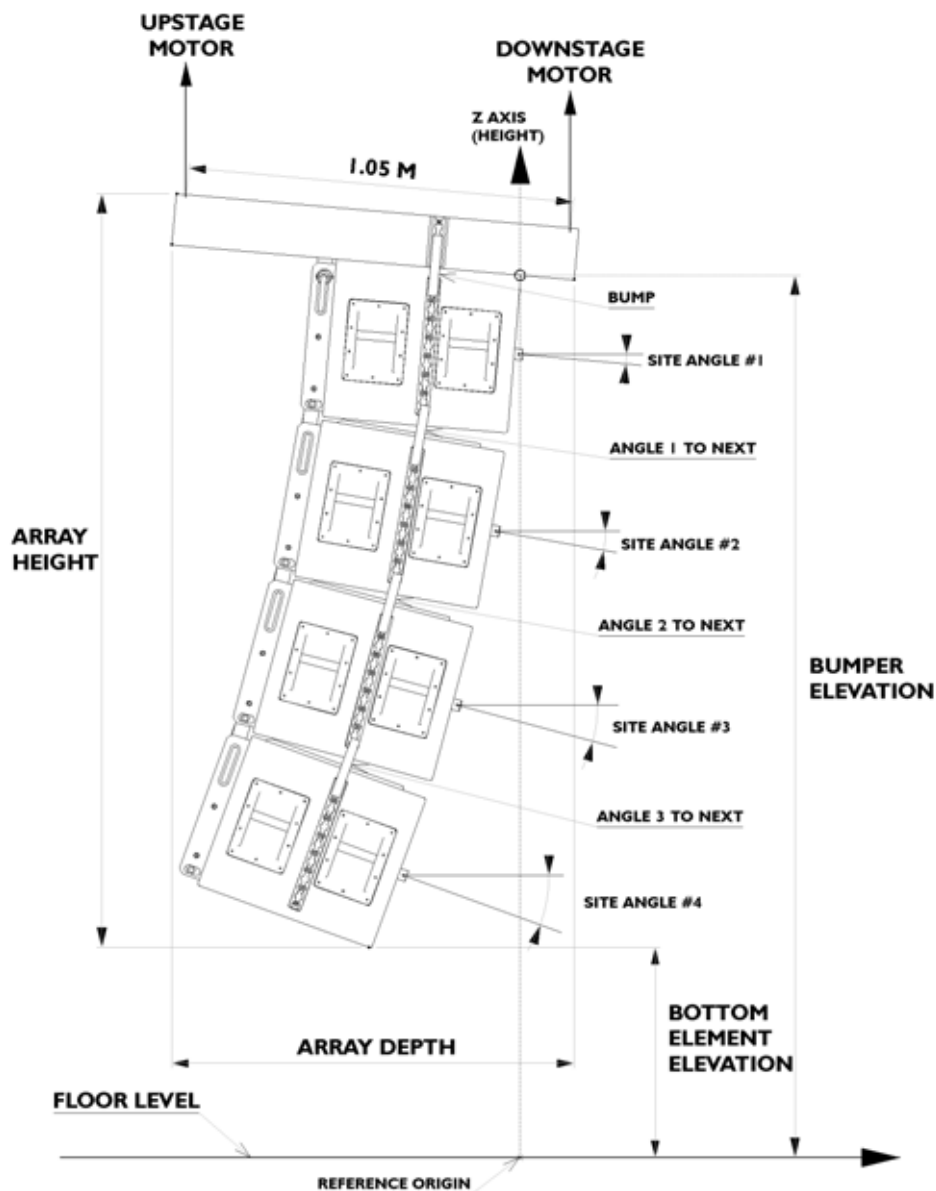 UPSTAGE
MOTOR
DOWNSTAGE
MOTOR
Z AXIS
(HEIGHT)
1.05 M
BUMP
SITE ANGLE #1
ANGLE 1 TO NEXT
ARRAY
HEIGHT
SITE ANGLE #2
ANGLE 2 TO NEXT
BUMPER
ELEVATION
SITE ANGLE #3
ANGLE 3 TO NEXT
SITE ANGLE #4
BOTTOM
ELEMENT
ELEVATION
ARRAY DEPTH
FLOOR LEVEL
REFERENCE ORIGIN